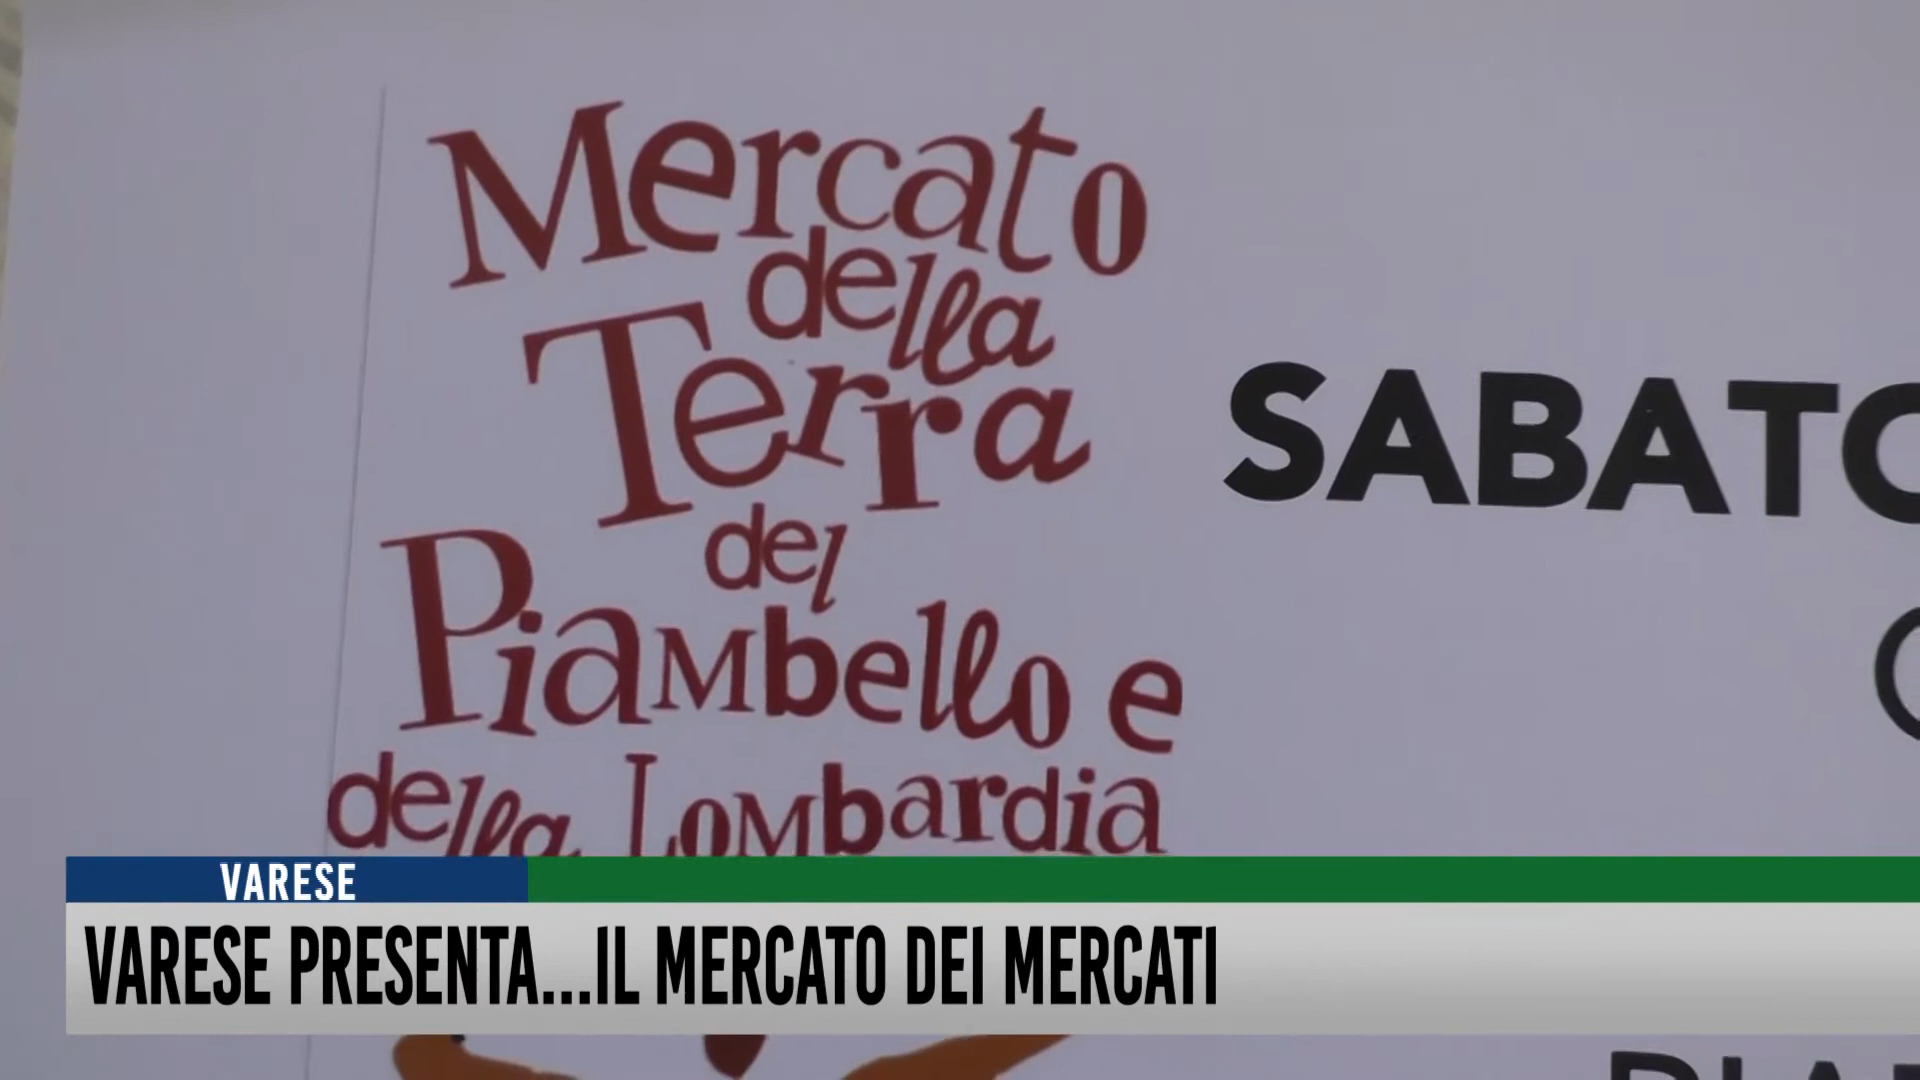 Mercato
della
Terra
del
Piambello e
della Lombardia
SABATO
VARESE
VARESE PRESENTA...IL MERCATO DEI MERCATI